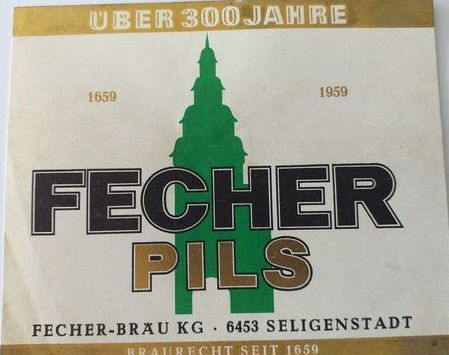 ÜBER 300 JAHRE
1659 1959
FECHER
PILS
FECHER-BRÄU KG · 6453 SELIGENSTADT
BRAURECHT SEIT 1659